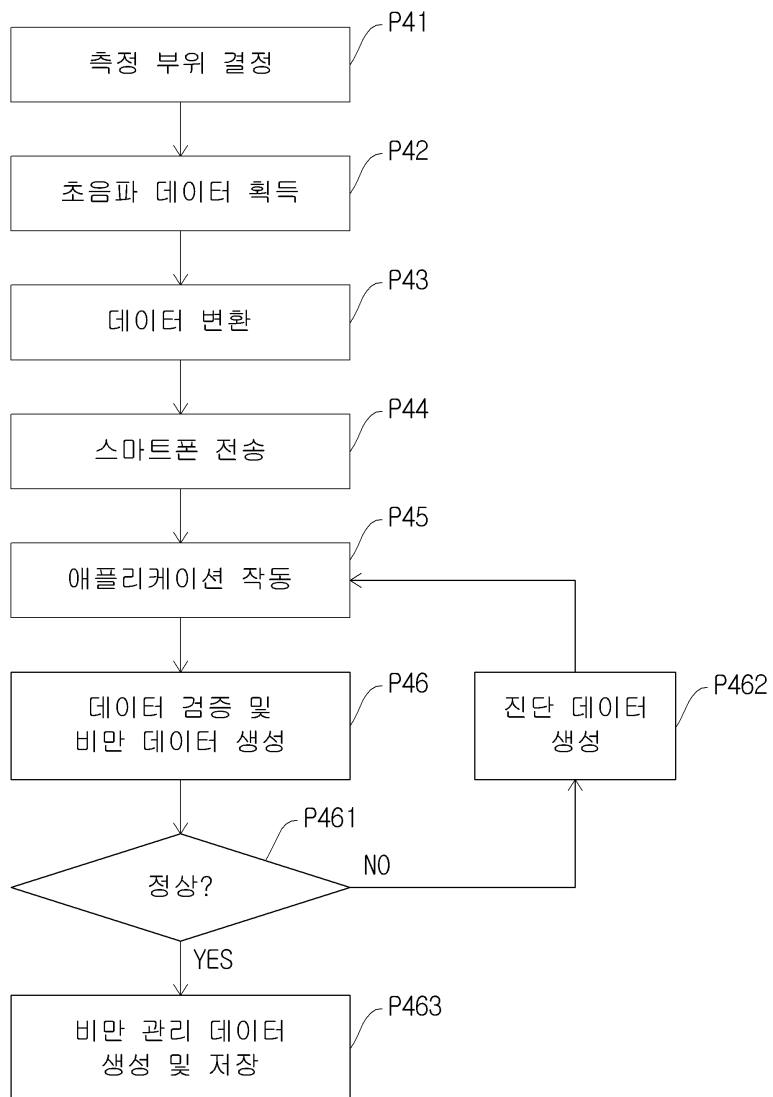 P41
측정 부위 결정
P42
초음파 데이터 획득
P43
데이터 변환
P44
스마트폰 전송
P45
애플리케이션 작동
P46
데이터 검증 및
비만 데이터 생성
P462
진단 데이터
생성
P461
정상?
NO
YES
P463
비만 관리 데이터
생성 및 저장